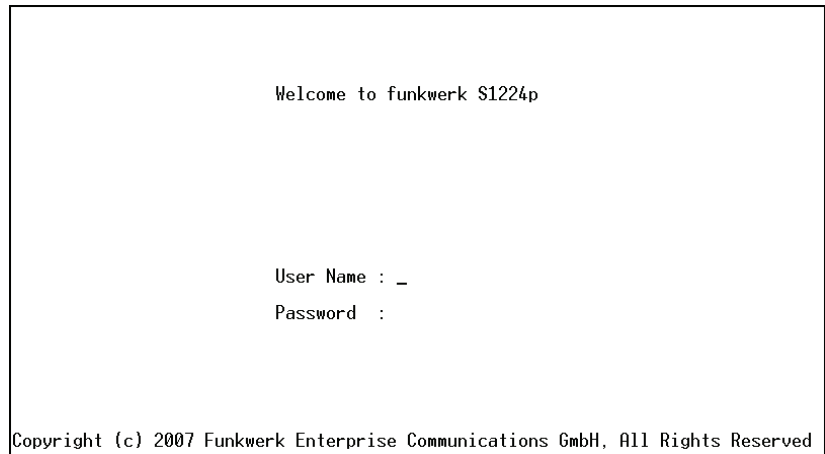 Welcome to funkwerk S1224p
User Name : _
Password :
Copyright (c) 2007 Funkwerk Enterprise Communications GmbH, All Rights Reserved